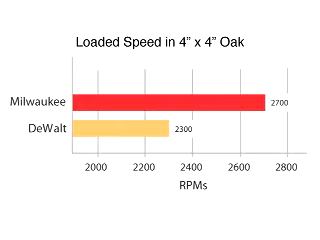 Loaded Speed in 4” x 4” Oak
Milwaukee 2700
DeWalt 2300
2000 2200 2400 2600 2800
RPMs